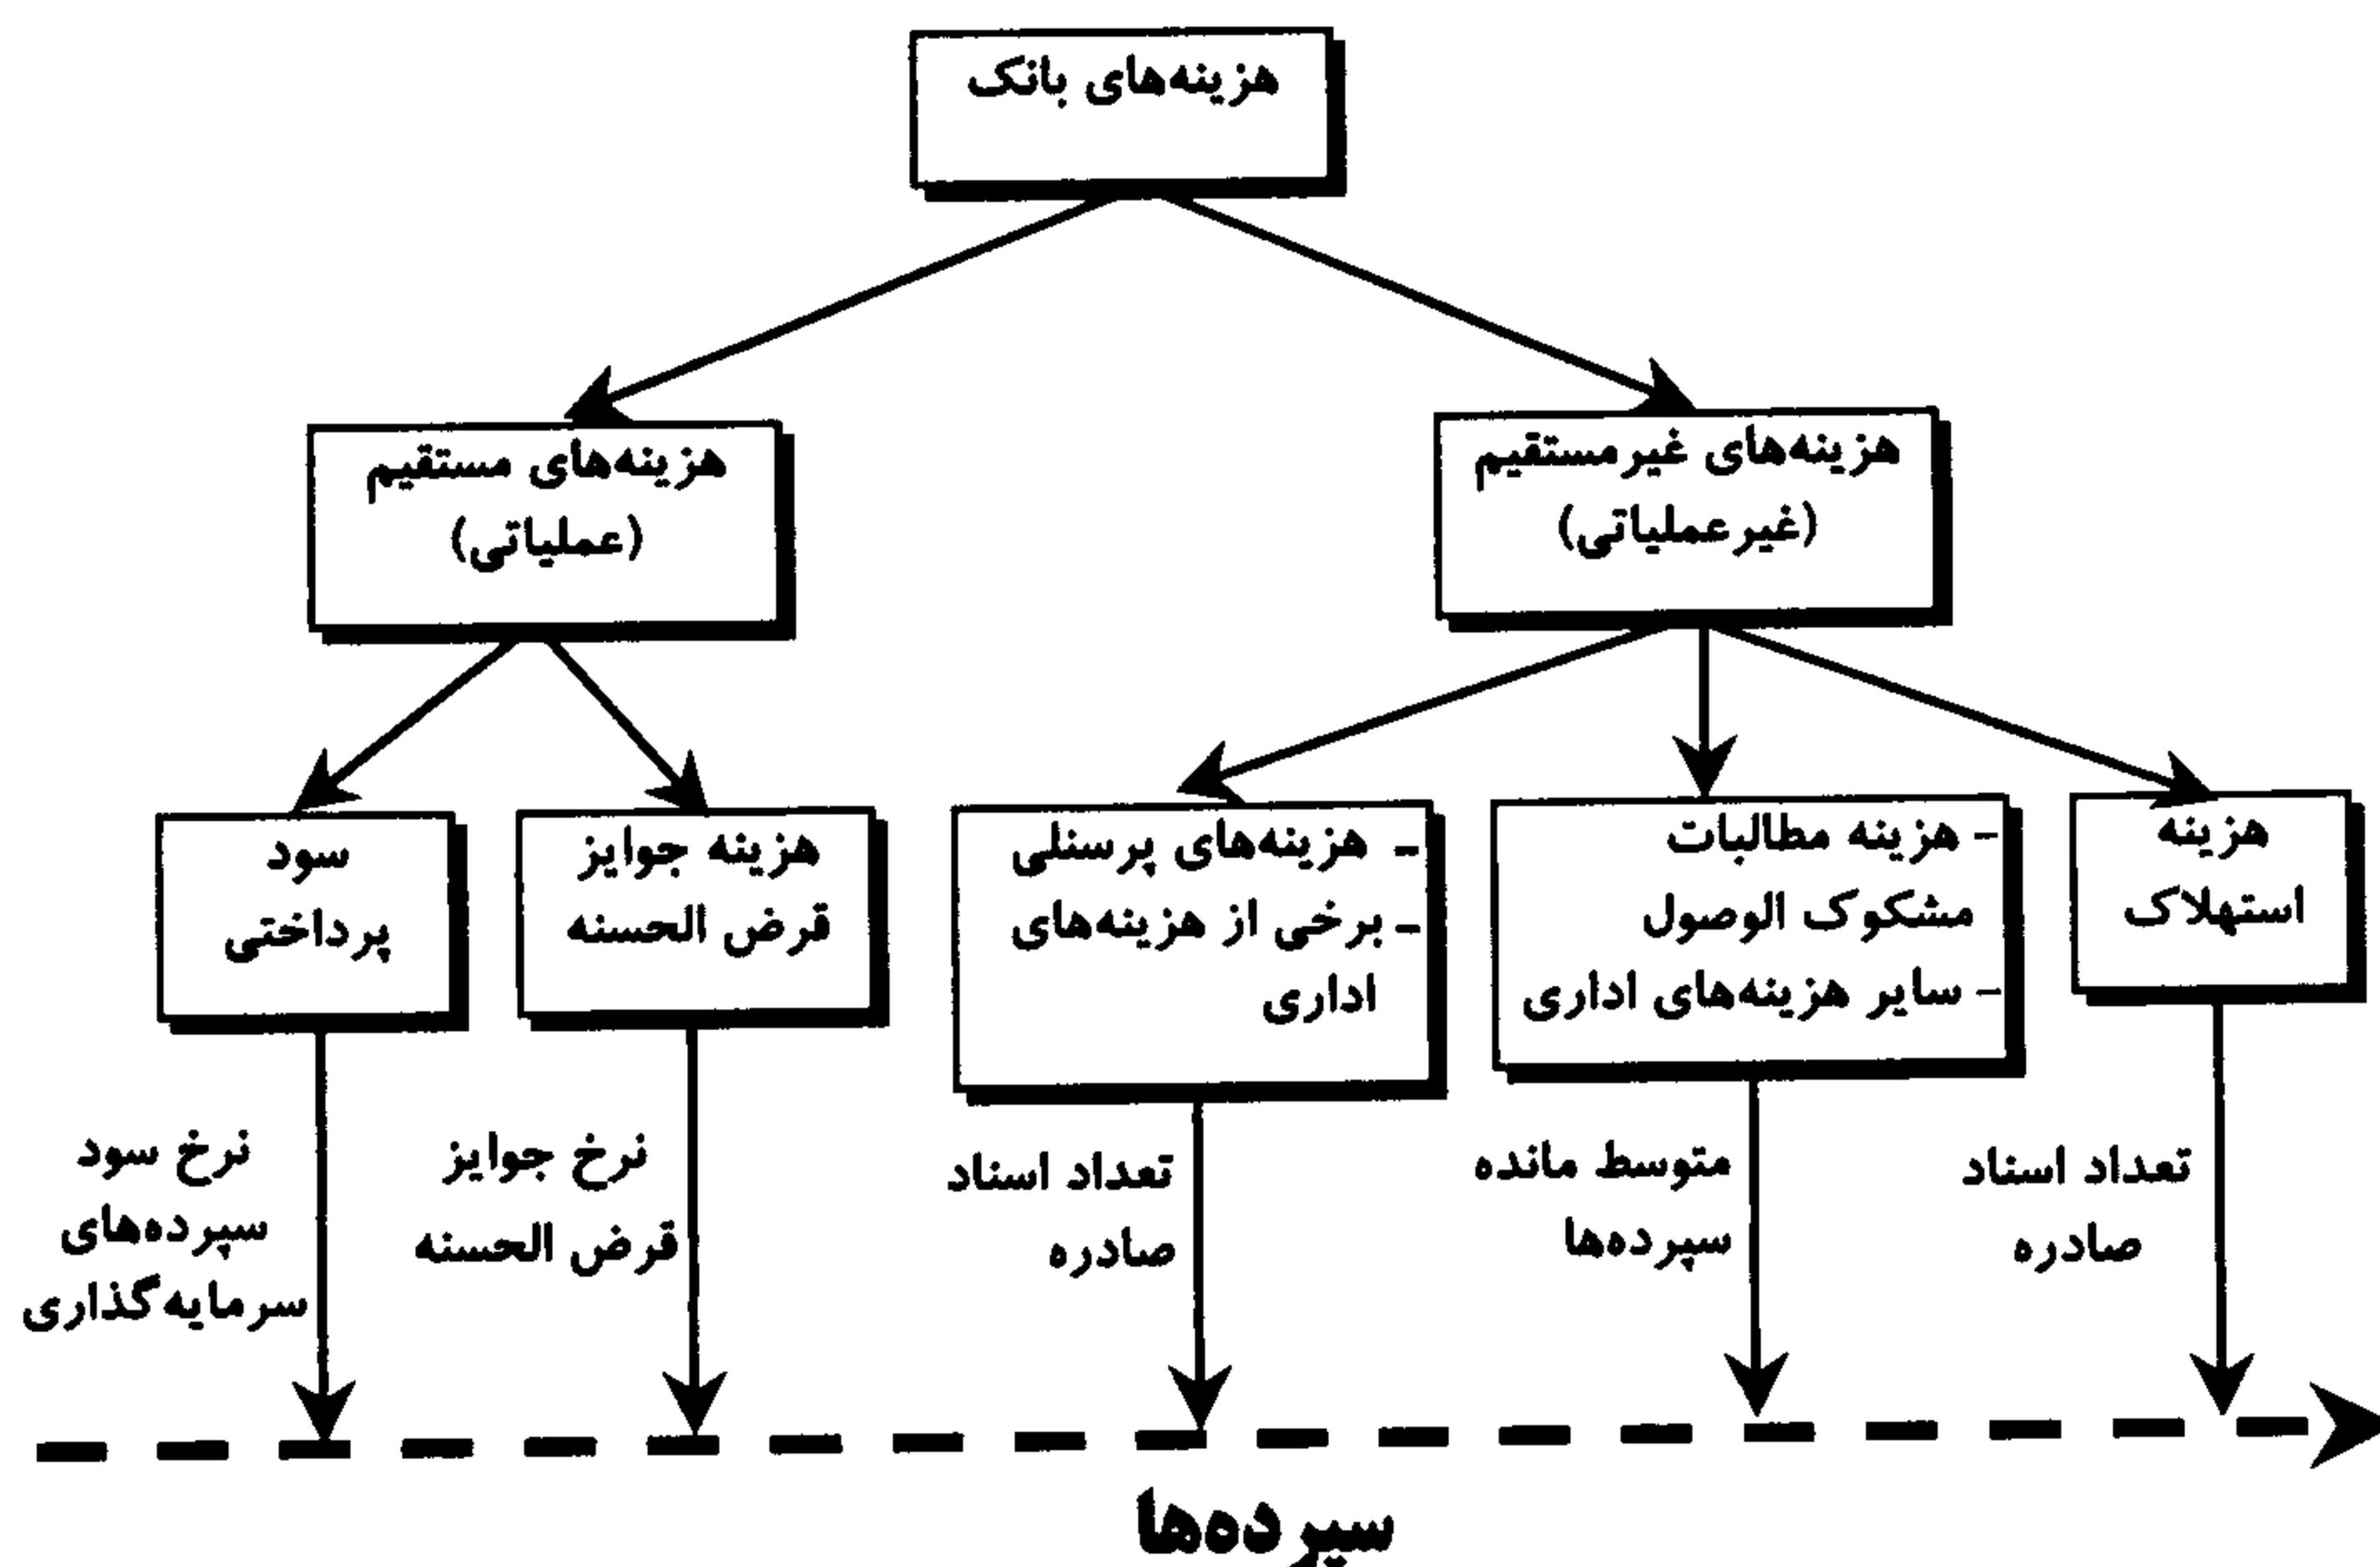 هزینه‌های بانک
هزینه‌های غیرمستقیم
(غیرعملیاتی)
هزینه‌های مستقیم
(عملیاتی)
هزینه
استهلاک
- هزینه مطالبات
مشکوک الوصول
- سایر هزینه‌های اداری
- هزینه‌های پرسنلی
- برخی از هزینه‌های
اداری
هزینه جوایز
قرض الحسنه
سود
پرداختی
تعداد اسناد
صادره
متوسط مانده
سپرده‌ها
تعداد اسناد
صادره
نرخ جوایز
قرض الحسنه
نرخ سود
سپرده‌های
سرمایه‌گذاری
سپرده‌ها